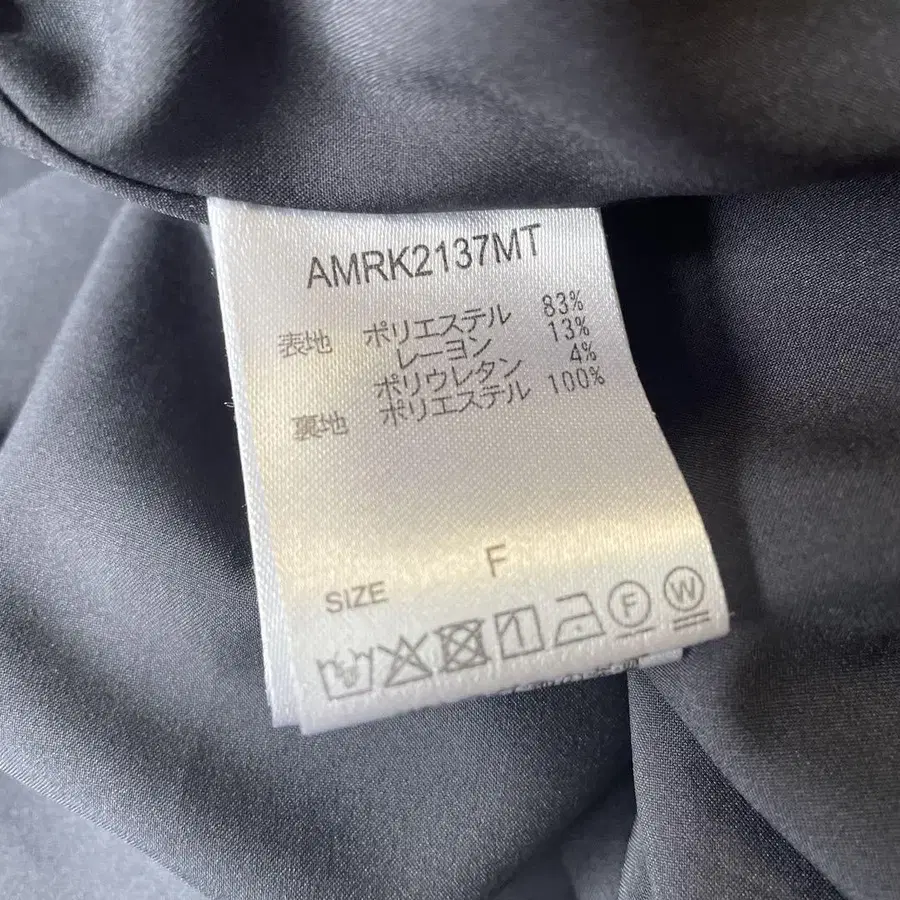 AMRK2137MT
表地 ポリエステル 83%
レーヨン 13%
ポリウレタン 4%
裏地 ポリエステル 100%
SIZE F
F W